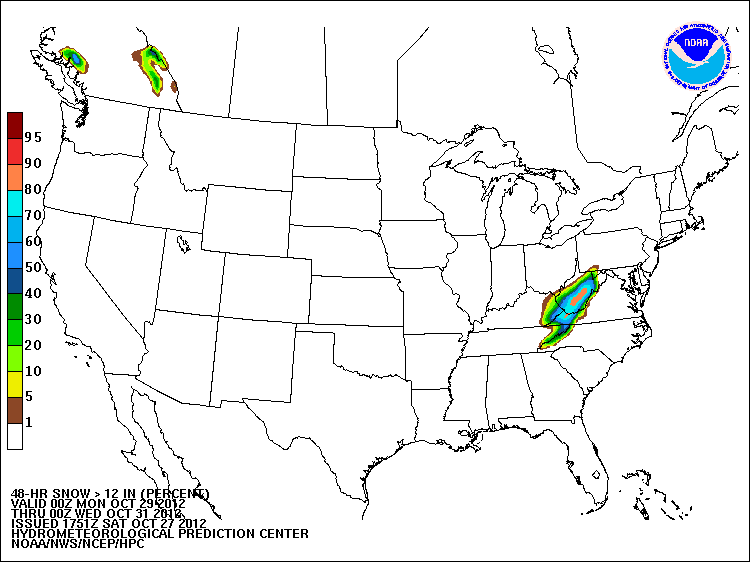 NOAA
95
90
80
70
60
50
40
30
20
10
5
1
48-HR SNOW > 12 IN (PERCENT)
VALID 00Z MON OCT 29 2012
THRU 00Z WED OCT 31 2012
ISSUED 1751Z SAT OCT 27 2012
HYDROMETEOROLOGICAL PREDICTION CENTER
NOAA/NWS/NCEP/HPC